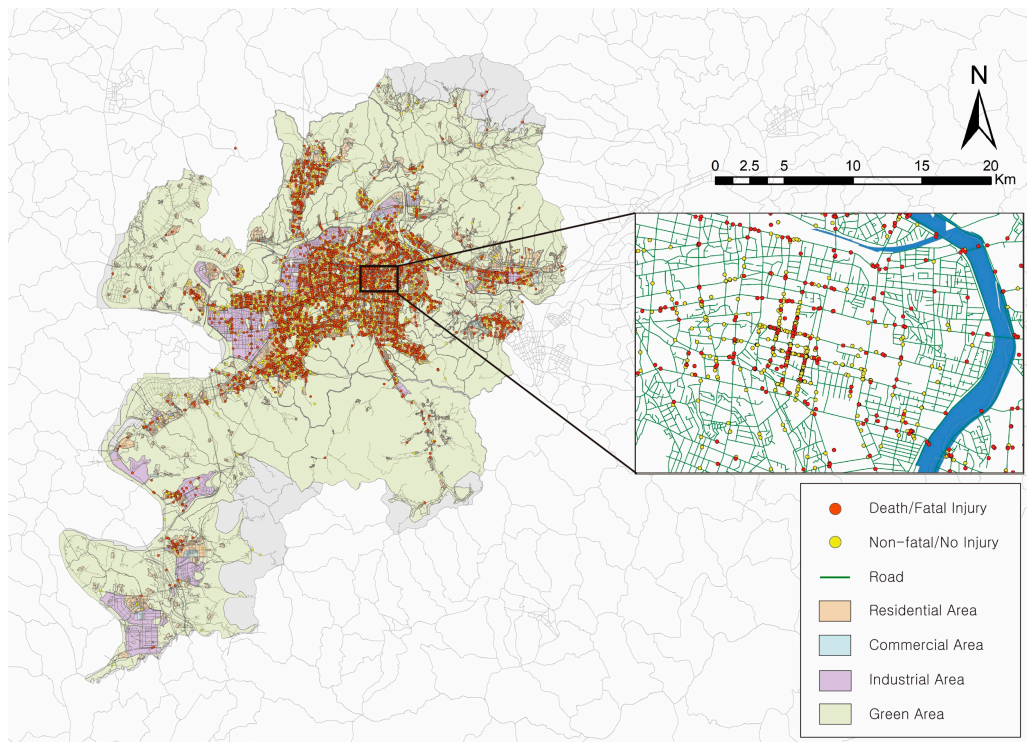 N
0 2.5 5 10 15 20
Km
Death/Fatal Injury
Non-fatal/No Injury
Road
Residential Area
Commercial Area
Industrial Area
Green Area